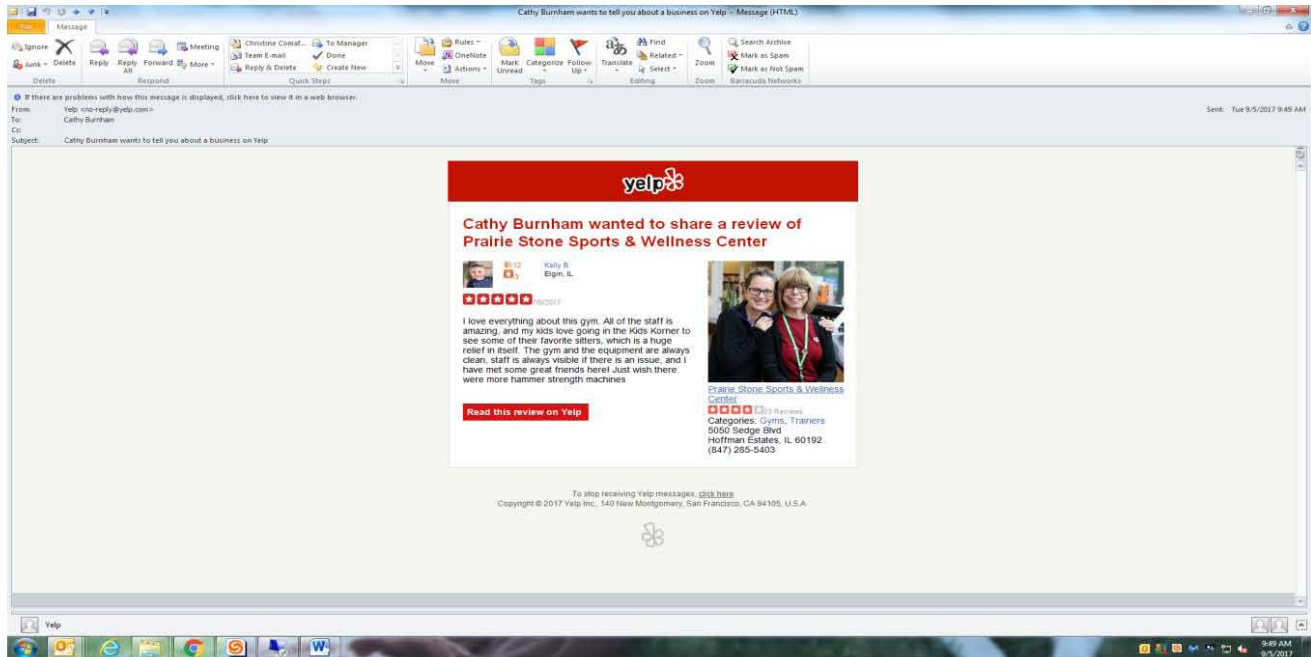 Cathy Burnham wants to tell you about a business on Yelp - Message (HTML)
Message
Ignore
Junk
Delete
Delete
Reply
Reply All
Forward
Meeting
More
Respond
Christine Comaf...
Team E-mail
Reply & Delete
To Manager
Done
Create New
Quick Steps
Move
Rules
OneNote
Actions
Move
Mark Unread
Categorize
Follow Up
Tags
Translate
Find
Related
Select
Editing
Zoom
Zoom
Search Archive
Mark as Spam
Mark as Not Spam
Barracuda Networks
If there are problems with how this message is displayed, click here to view it in a web browser.
From: Yelp <no-reply@yelp.com>
Sent: Tue 9/5/2017 9:49 AM
To: Cathy Burnham
Cc:
Subject: Cathy Burnham wants to tell you about a business on Yelp
yelp
Cathy Burnham wanted to share a review of
Prairie Stone Sports & Wellness Center
12
Kelly B.
Elgin, IL
I love everything about this gym. All of the staff is
amazing, and my kids love going in the Kids Korner to
see some of their favorite sitters, which is a huge
relief in itself. The gym and the equipment are always
clean, staff is always visible if there is an issue, and I
have met some great friends here! Just wish there
were more hammer strength machines
Read this review on Yelp
Prairie Stone Sports & Wellness
Center
23 Reviews
Categories: Gyms, Trainers
5050 Sedge Blvd
Hoffman Estates, IL 60192
(847) 285-5403
To stop receiving Yelp messages, click here
Copyright © 2017 Yelp Inc., 140 New Montgomery, San Francisco, CA 94105, U.S.A.
Yelp
9:49 AM
9/5/2017